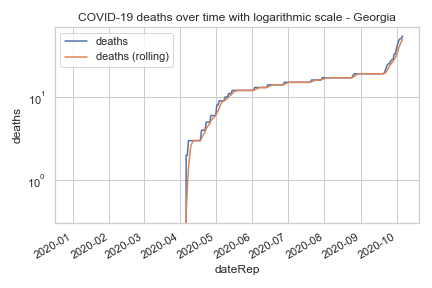 COVID-19 deaths over time with logarithmic scale - Georgia
deaths
deaths (rolling)
10¹
10⁰
deaths
2020-01
2020-02
2020-03
2020-04
2020-05
2020-06
2020-07
2020-08
2020-09
2020-10
dateRep